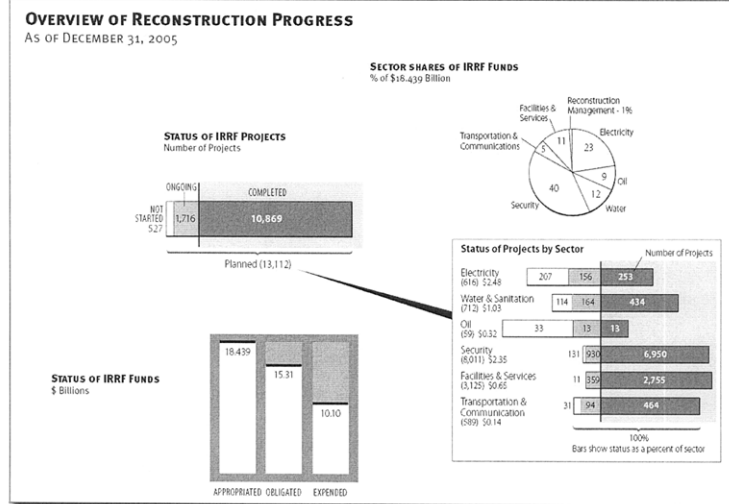 OVERVIEW OF RECONSTRUCTION PROGRESS
AS OF DECEMBER 31, 2005
SECTOR SHARES OF IRRF FUNDS
% of $18.439 Billion
Reconstruction
Management - 1%
Facilities &
Services
Transportation &
Communications
Electricity
11
23
5
9
Oil
40
12
Security
Water
STATUS OF IRRF PROJECTS
Number of Projects
ONGOING
COMPLETED
NOT
STARTED
527
1,716
10,869
Planned (13,112)
Status of Projects by Sector
Number of Projects
Electricity
(616) $2.48
207 156 253
Water & Sanitation
(712) $1.03
114 164 434
Oil
(59) $0.32
33 13 13
Security
(8,011) $2.35
131 930 6,950
Facilities & Services
(3,125) $0.65
11 359 2,755
Transportation &
Communication
(589) $0.14
31 94 464
100%
Bars show status as a percent of sector
STATUS OF IRRF FUNDS
$ Billions
18.439
15.31
10.10
APPROPRIATED OBLIGATED EXPENDED